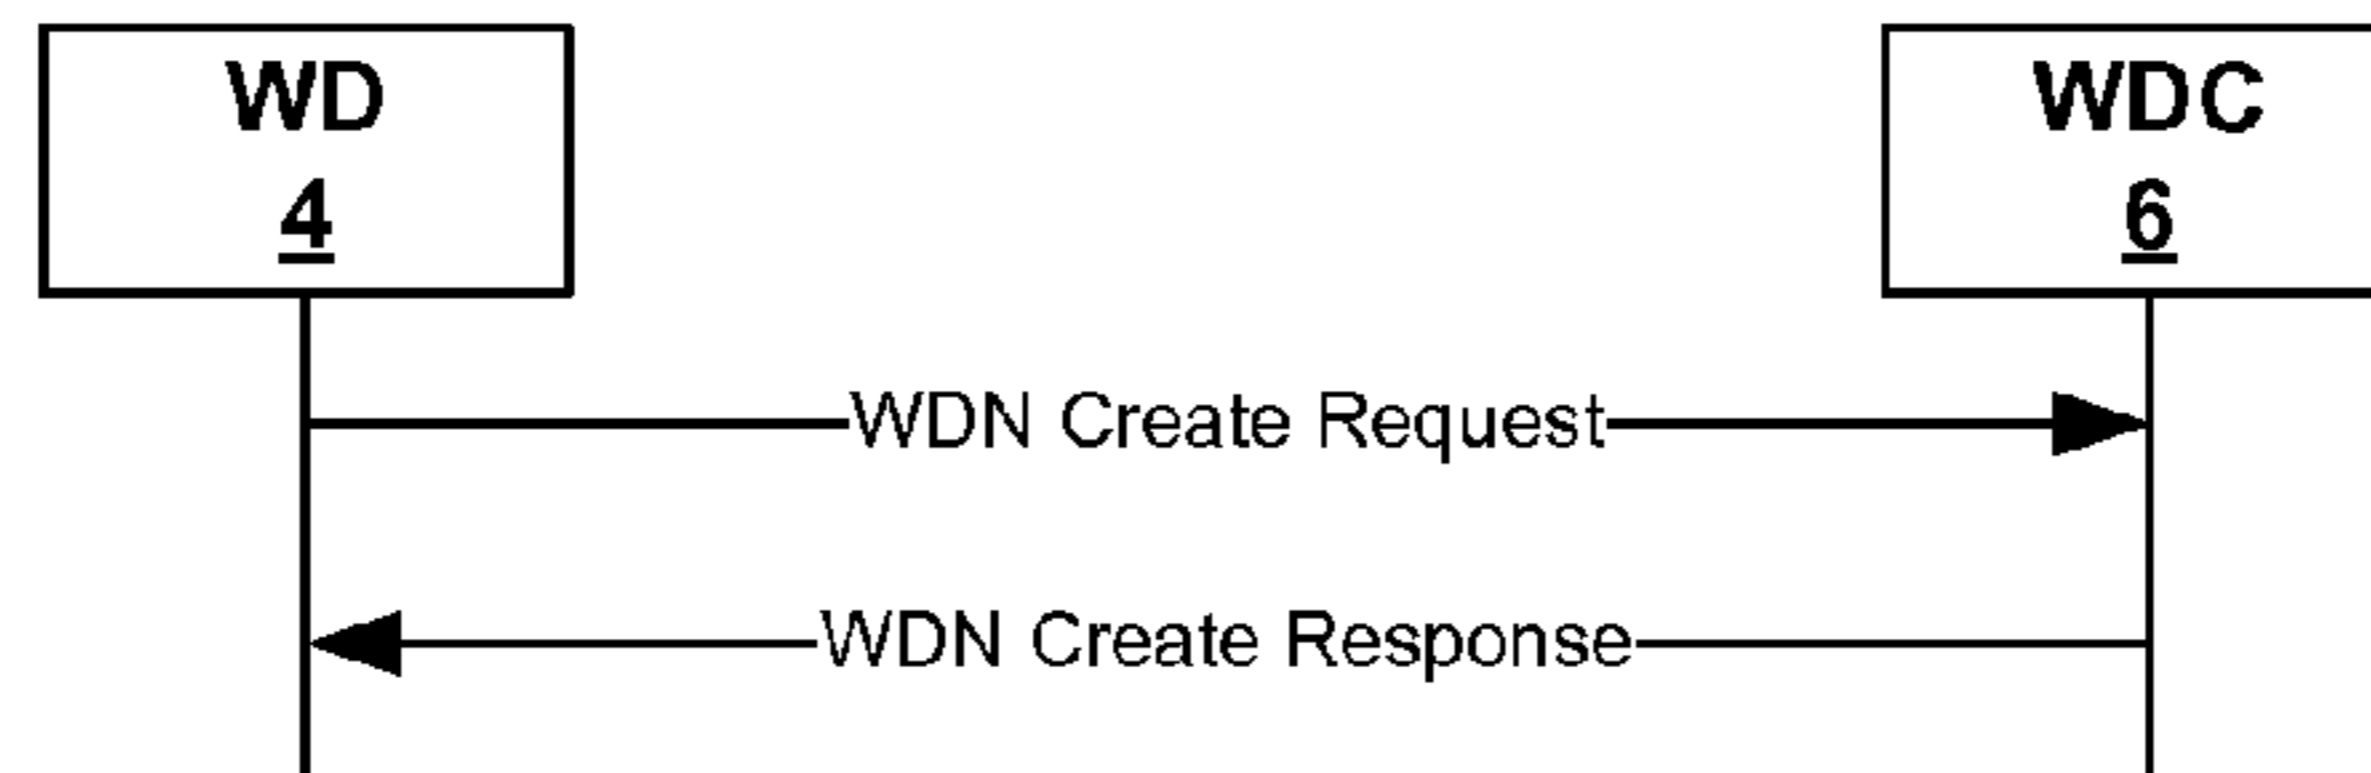 WD
4
WDC
6
WDN Create Request
WDN Create Response